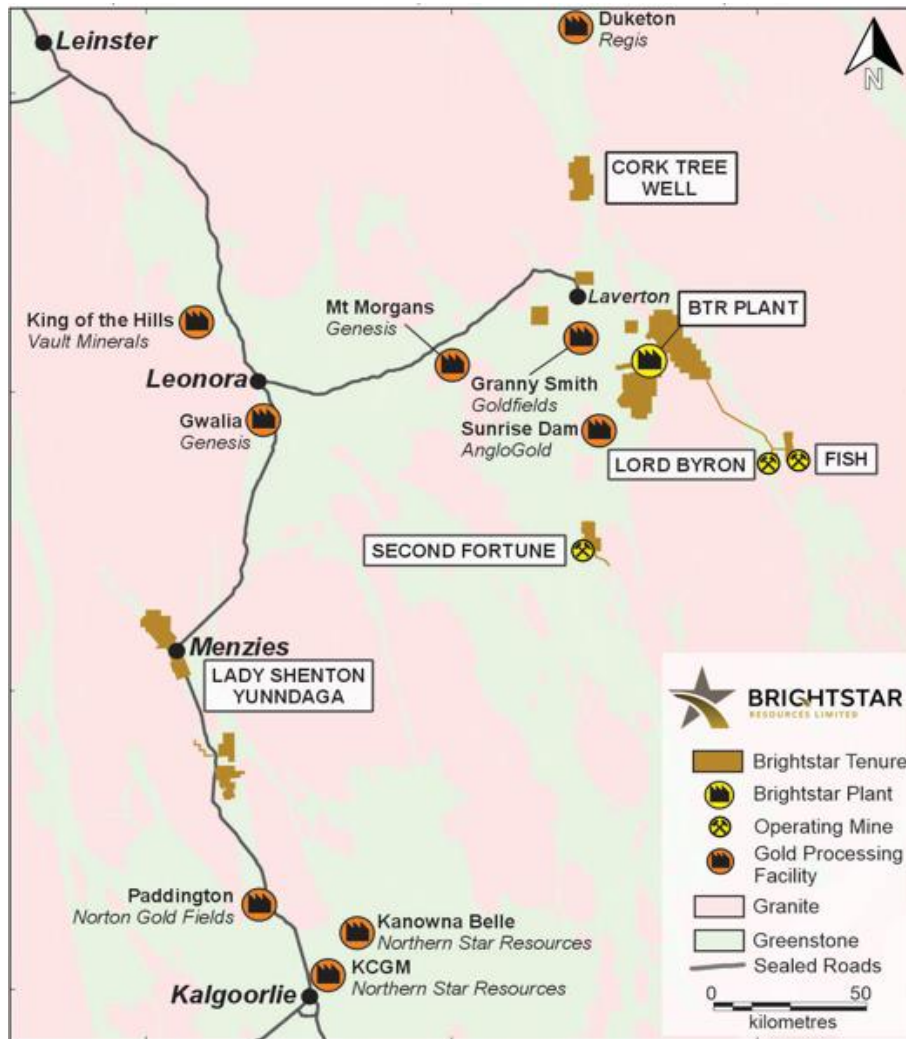 Duketon
Regis
Leinster
N
CORK TREE
WELL
Laverton
BTR PLANT
King of the Hills
Vault Minerals
Mt Morgans
Genesis
Leonora
Granny Smith
Goldfields
Gwalia
Genesis
Sunrise Dam
AngloGold
LORD BYRON
FISH
SECOND FORTUNE
Menzies
LADY SHENTON
YUNNDAGA
BRIGHTSTAR
RESOURCES LIMITED
Brightstar Tenure
Brightstar Plant
Operating Mine
Gold Processing
Facility
Granite
Greenstone
Sealed Roads
0 50
kilometres
Paddington
Norton Gold Fields
Kanowna Belle
Northern Star Resources
KCGM
Northern Star Resources
Kalgoorlie